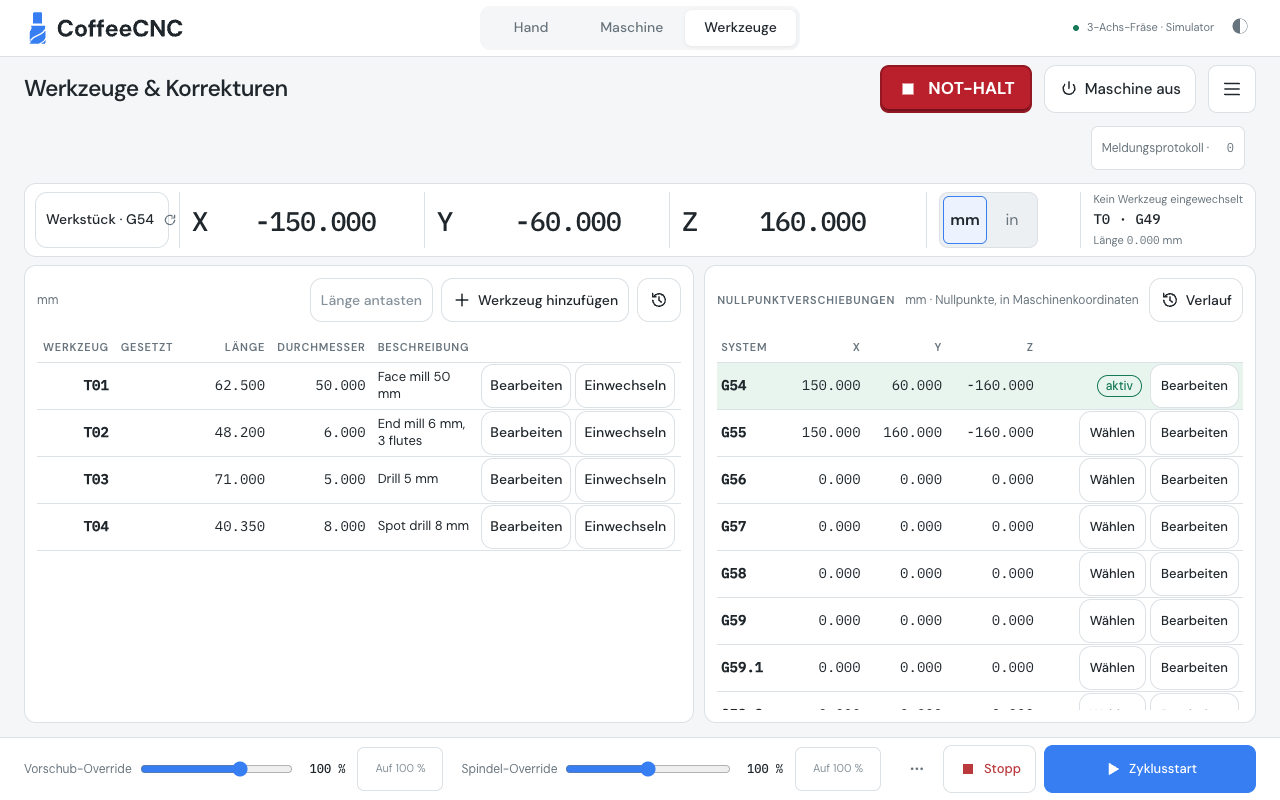 CoffeeCNC
Hand Maschine Werkzeuge
3-Achs-Fräse · Simulator
Werkzeuge & Korrekturen
NOT-HALT
Maschine aus
Meldungsprotokoll · 0
Werkstück · G54
X -150.000
Y -60.000
Z 160.000
mm in
Kein Werkzeug eingewechselt
T0 · G49
Länge 0.000 mm
mm
Länge antasten
Werkzeug hinzufügen
WERKZEUG GESETZT LÄNGE DURCHMESSER BESCHREIBUNG
T01 62.500 50.000 Face mill 50 mm Bearbeiten Einwechseln
T02 48.200 6.000 End mill 6 mm, 3 flutes Bearbeiten Einwechseln
T03 71.000 5.000 Drill 5 mm Bearbeiten Einwechseln
T04 40.350 8.000 Spot drill 8 mm Bearbeiten Einwechseln
NULLPUNKTVERSCHIEBUNGEN mm · Nullpunkte, in Maschinenkoordinaten
Verlauf
SYSTEM X Y Z
G54 150.000 60.000 -160.000 aktiv Bearbeiten
G55 150.000 160.000 -160.000 Wählen Bearbeiten
G56 0.000 0.000 0.000 Wählen Bearbeiten
G57 0.000 0.000 0.000 Wählen Bearbeiten
G58 0.000 0.000 0.000 Wählen Bearbeiten
G59 0.000 0.000 0.000 Wählen Bearbeiten
G59.1 0.000 0.000 0.000 Wählen Bearbeiten
Vorschub-Override 100 % Auf 100 %
Spindel-Override 100 % Auf 100 %
Stopp
Zyklusstart